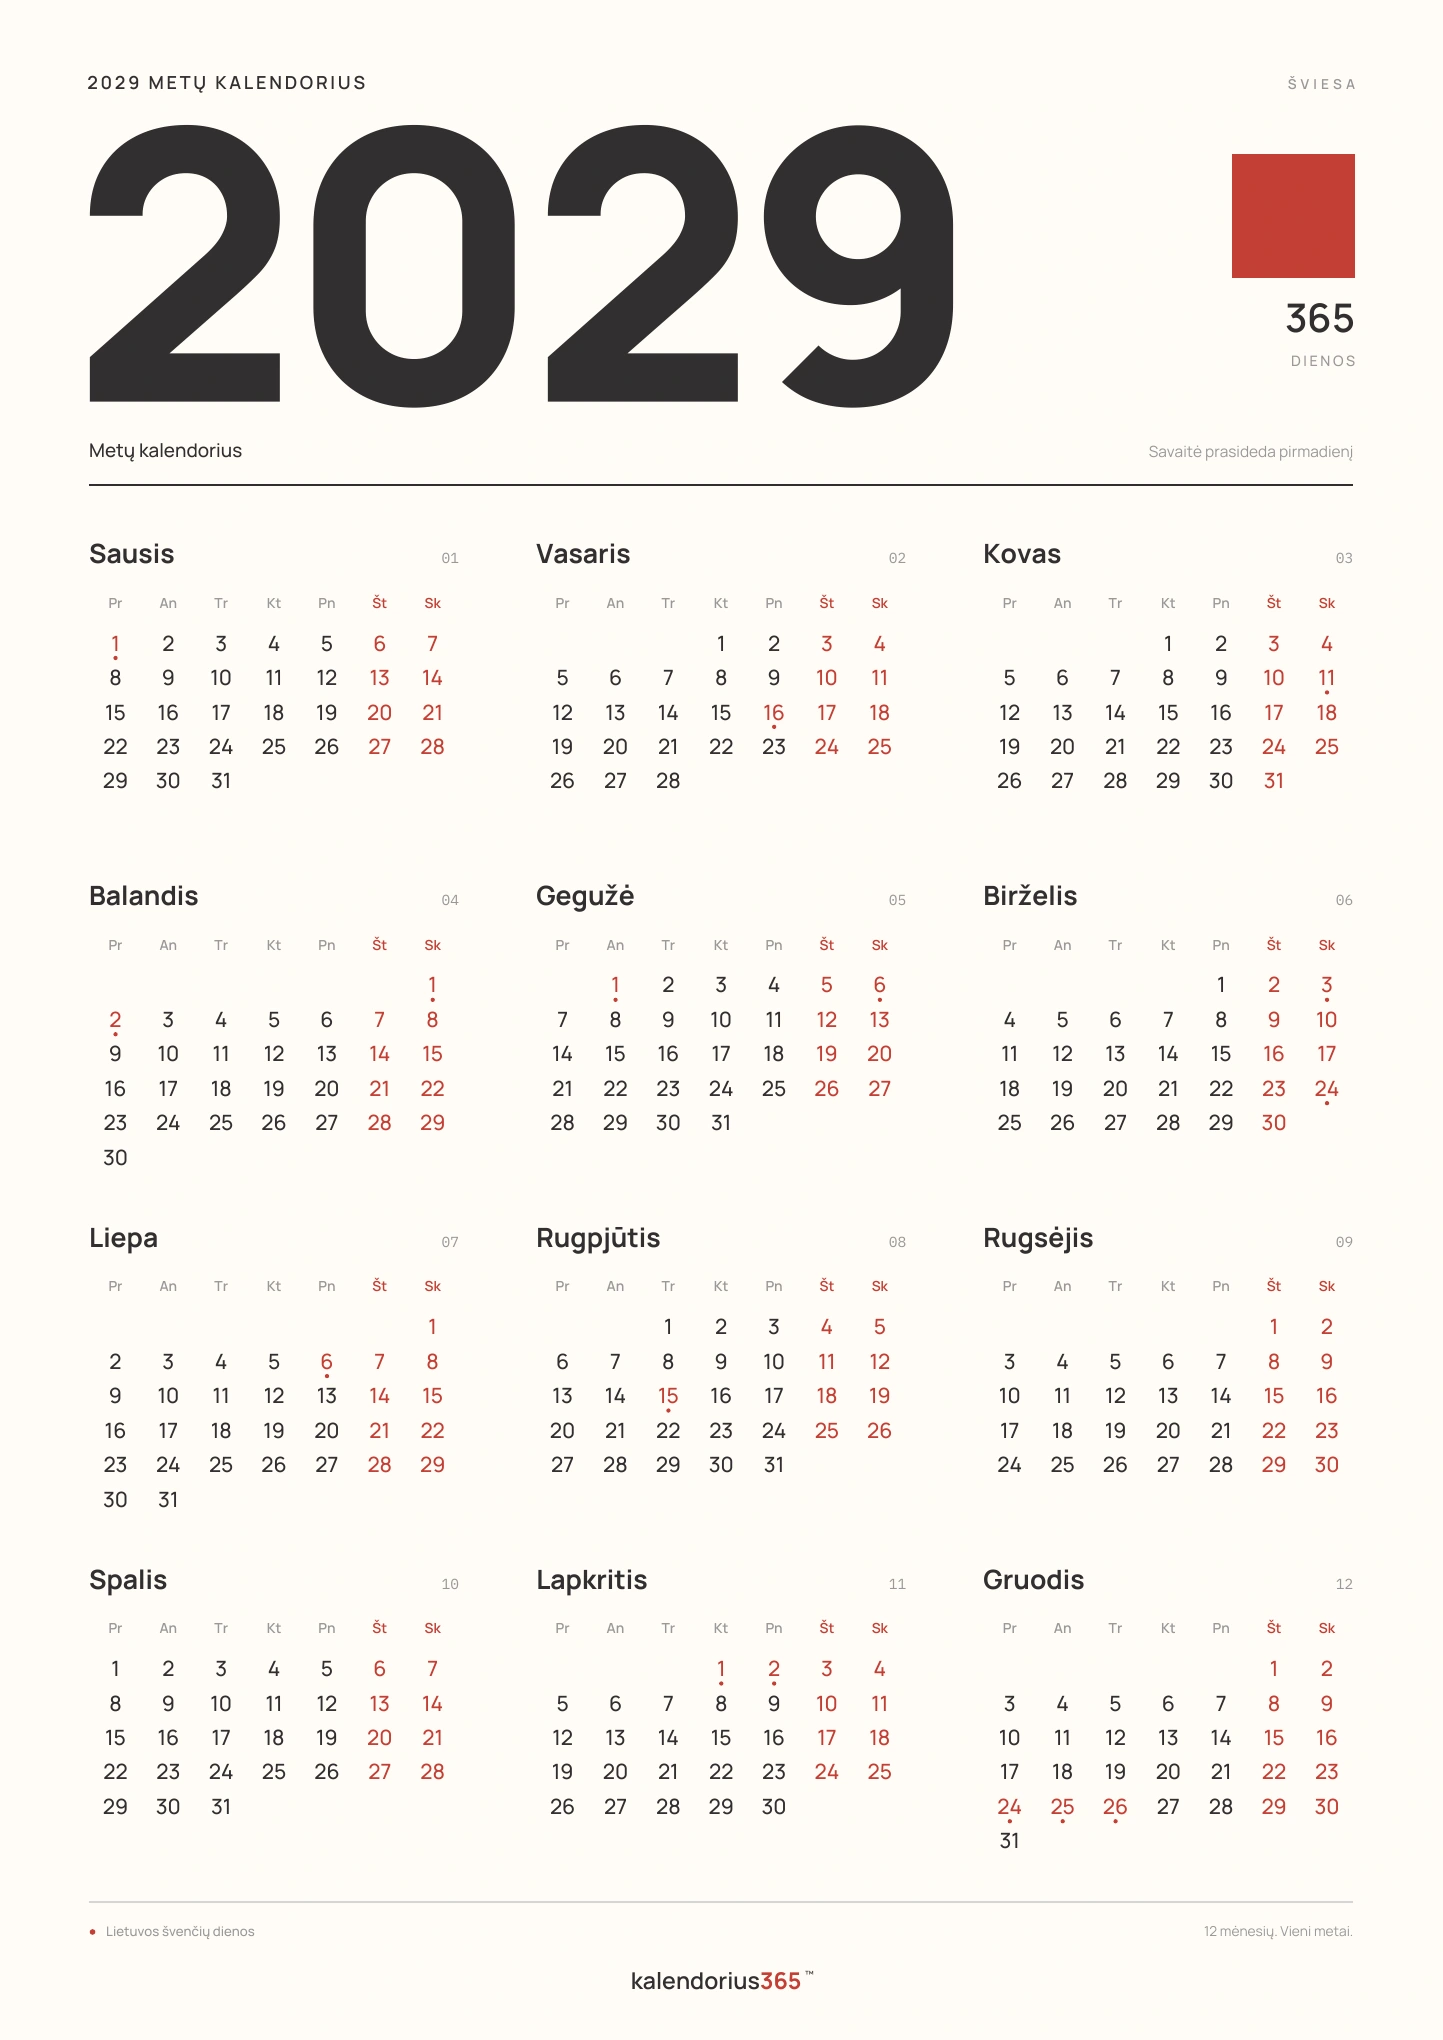 2029 METŲ KALENDORIUS ŠVIESA
2029
365
DIENOS
Metų kalendorius Savaitė prasideda pirmadienį
Sausis 01
Pr An Tr Kt Pn Št Sk
1 2 3 4 5 6 7
8 9 10 11 12 13 14
15 16 17 18 19 20 21
22 23 24 25 26 27 28
29 30 31
Vasaris 02
Pr An Tr Kt Pn Št Sk
1 2 3 4
5 6 7 8 9 10 11
12 13 14 15 16 17 18
19 20 21 22 23 24 25
26 27 28
Kovas 03
Pr An Tr Kt Pn Št Sk
1 2 3 4
5 6 7 8 9 10 11
12 13 14 15 16 17 18
19 20 21 22 23 24 25
26 27 28 29 30 31
Balandis 04
Pr An Tr Kt Pn Št Sk
1
2 3 4 5 6 7 8
9 10 11 12 13 14 15
16 17 18 19 20 21 22
23 24 25 26 27 28 29
30
Gegužė 05
Pr An Tr Kt Pn Št Sk
1 2 3 4 5 6
7 8 9 10 11 12 13
14 15 16 17 18 19 20
21 22 23 24 25 26 27
28 29 30 31
Birželis 06
Pr An Tr Kt Pn Št Sk
1 2 3
4 5 6 7 8 9 10
11 12 13 14 15 16 17
18 19 20 21 22 23 24
25 26 27 28 29 30
Liepa 07
Pr An Tr Kt Pn Št Sk
1
2 3 4 5 6 7 8
9 10 11 12 13 14 15
16 17 18 19 20 21 22
23 24 25 26 27 28 29
30 31
Rugpjūtis 08
Pr An Tr Kt Pn Št Sk
1 2 3 4 5
6 7 8 9 10 11 12
13 14 15 16 17 18 19
20 21 22 23 24 25 26
27 28 29 30 31
Rugsėjis 09
Pr An Tr Kt Pn Št Sk
1 2
3 4 5 6 7 8 9
10 11 12 13 14 15 16
17 18 19 20 21 22 23
24 25 26 27 28 29 30
Spalis 10
Pr An Tr Kt Pn Št Sk
1 2 3 4 5 6 7
8 9 10 11 12 13 14
15 16 17 18 19 20 21
22 23 24 25 26 27 28
29 30 31
Lapkritis 11
Pr An Tr Kt Pn Št Sk
1 2 3 4
5 6 7 8 9 10 11
12 13 14 15 16 17 18
19 20 21 22 23 24 25
26 27 28 29 30
Gruodis 12
Pr An Tr Kt Pn Št Sk
1 2
3 4 5 6 7 8 9
10 11 12 13 14 15 16
17 18 19 20 21 22 23
24 25 26 27 28 29 30
31
Lietuvos švenčių dienos 12 mėnesių. Vieni metai.
kalendorius365™